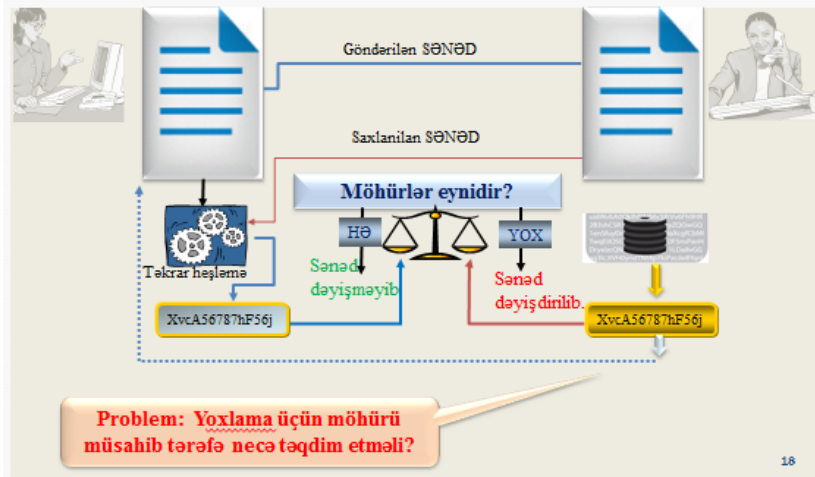 Göndərilən SƏNƏD
Saxlanilan SƏNƏD
Möhürlər eynidir?
HƏ
YOX
Təkrar heşləmə
Sənəd
dəyişməyib
Sənəd
dəyişdirilib.
XvcA56787hF56j
XvcA56787hF56j
Problem: Yoxlama üçün möhürü
müsahib tərəfə necə təqdim etməli?
18